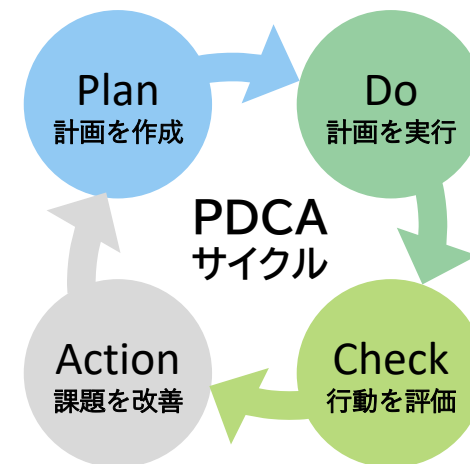 Plan
計画を作成
Do
計画を実行
PDCA
サイクル
Action
課題を改善
Check
行動を評価